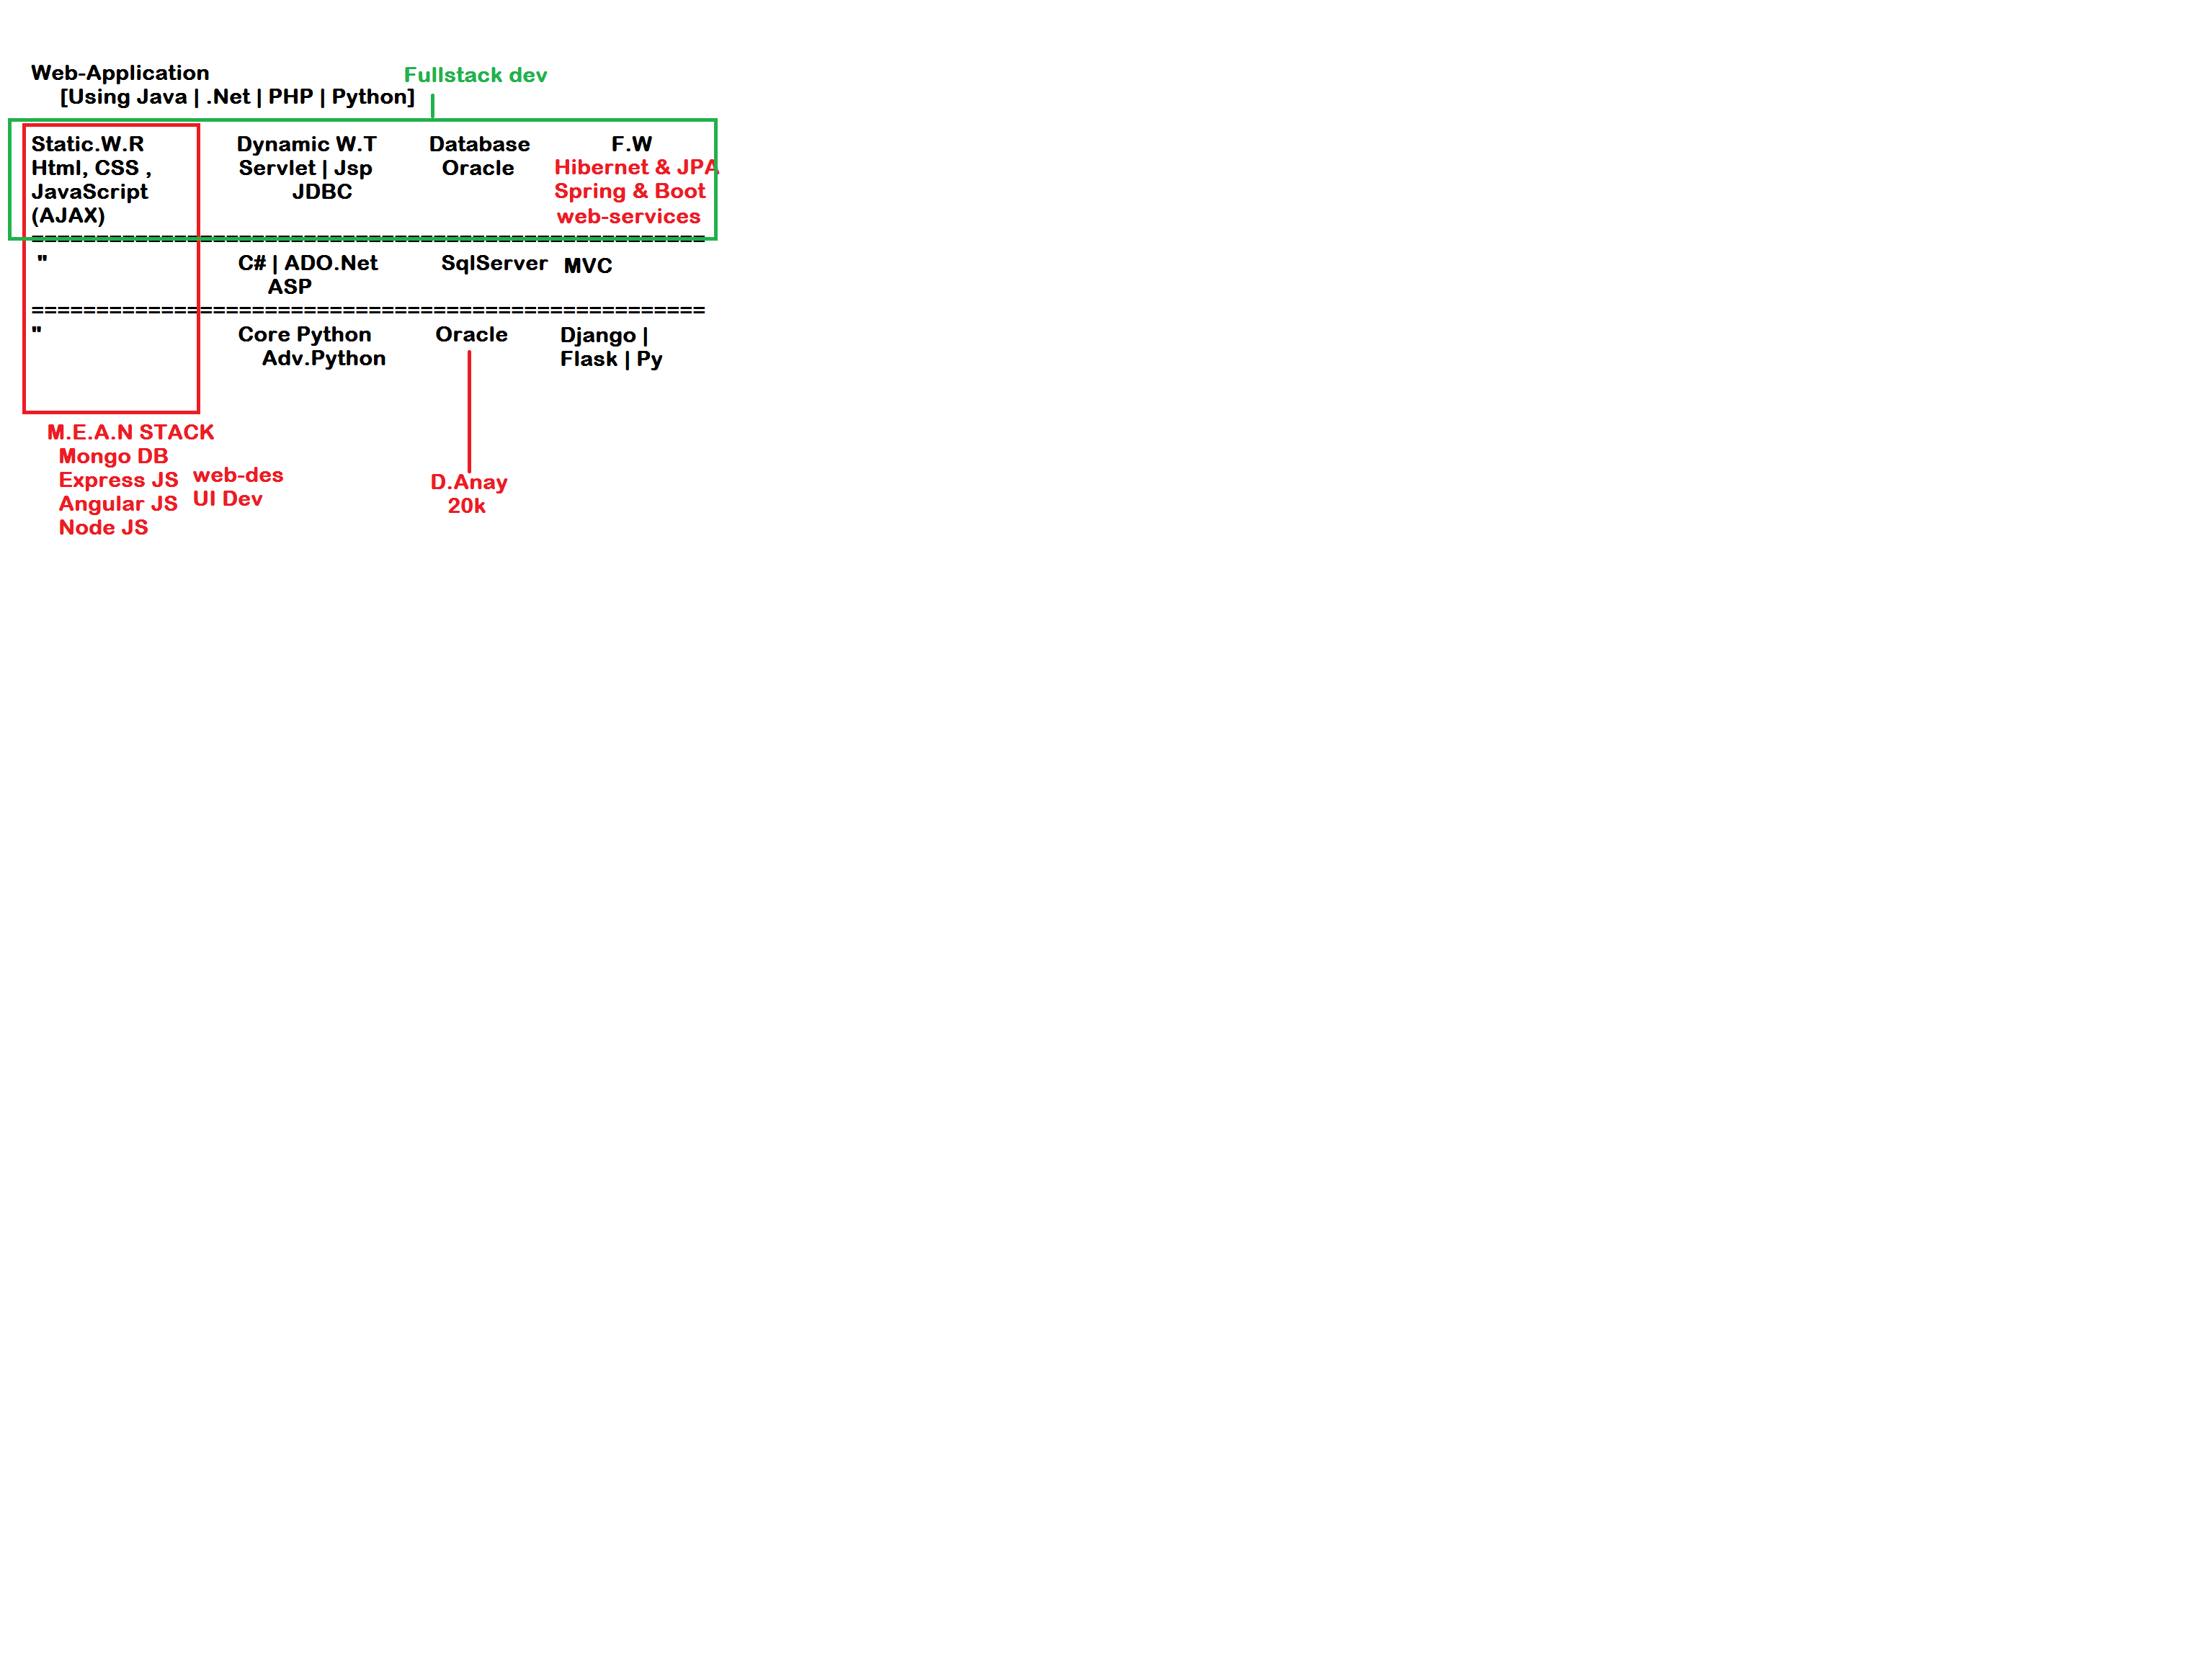 Web-Application
[Using Java | .Net | PHP | Python]
Fullstack dev
Static.W.R
Html, CSS ,
JavaScript
(AJAX)
Dynamic W.T
Servlet | Jsp
JDBC
Database
Oracle
F.W
Hibernet & JPA
Spring & Boot
web-services
====================================================
"
C# | ADO.Net
ASP
SqlServer
MVC
====================================================
"
Core Python
Adv.Python
Oracle
Django |
Flask | Py
M.E.A.N STACK
Mongo DB
Express JS
Angular JS
Node JS
web-des
UI Dev
D.Anay
20k